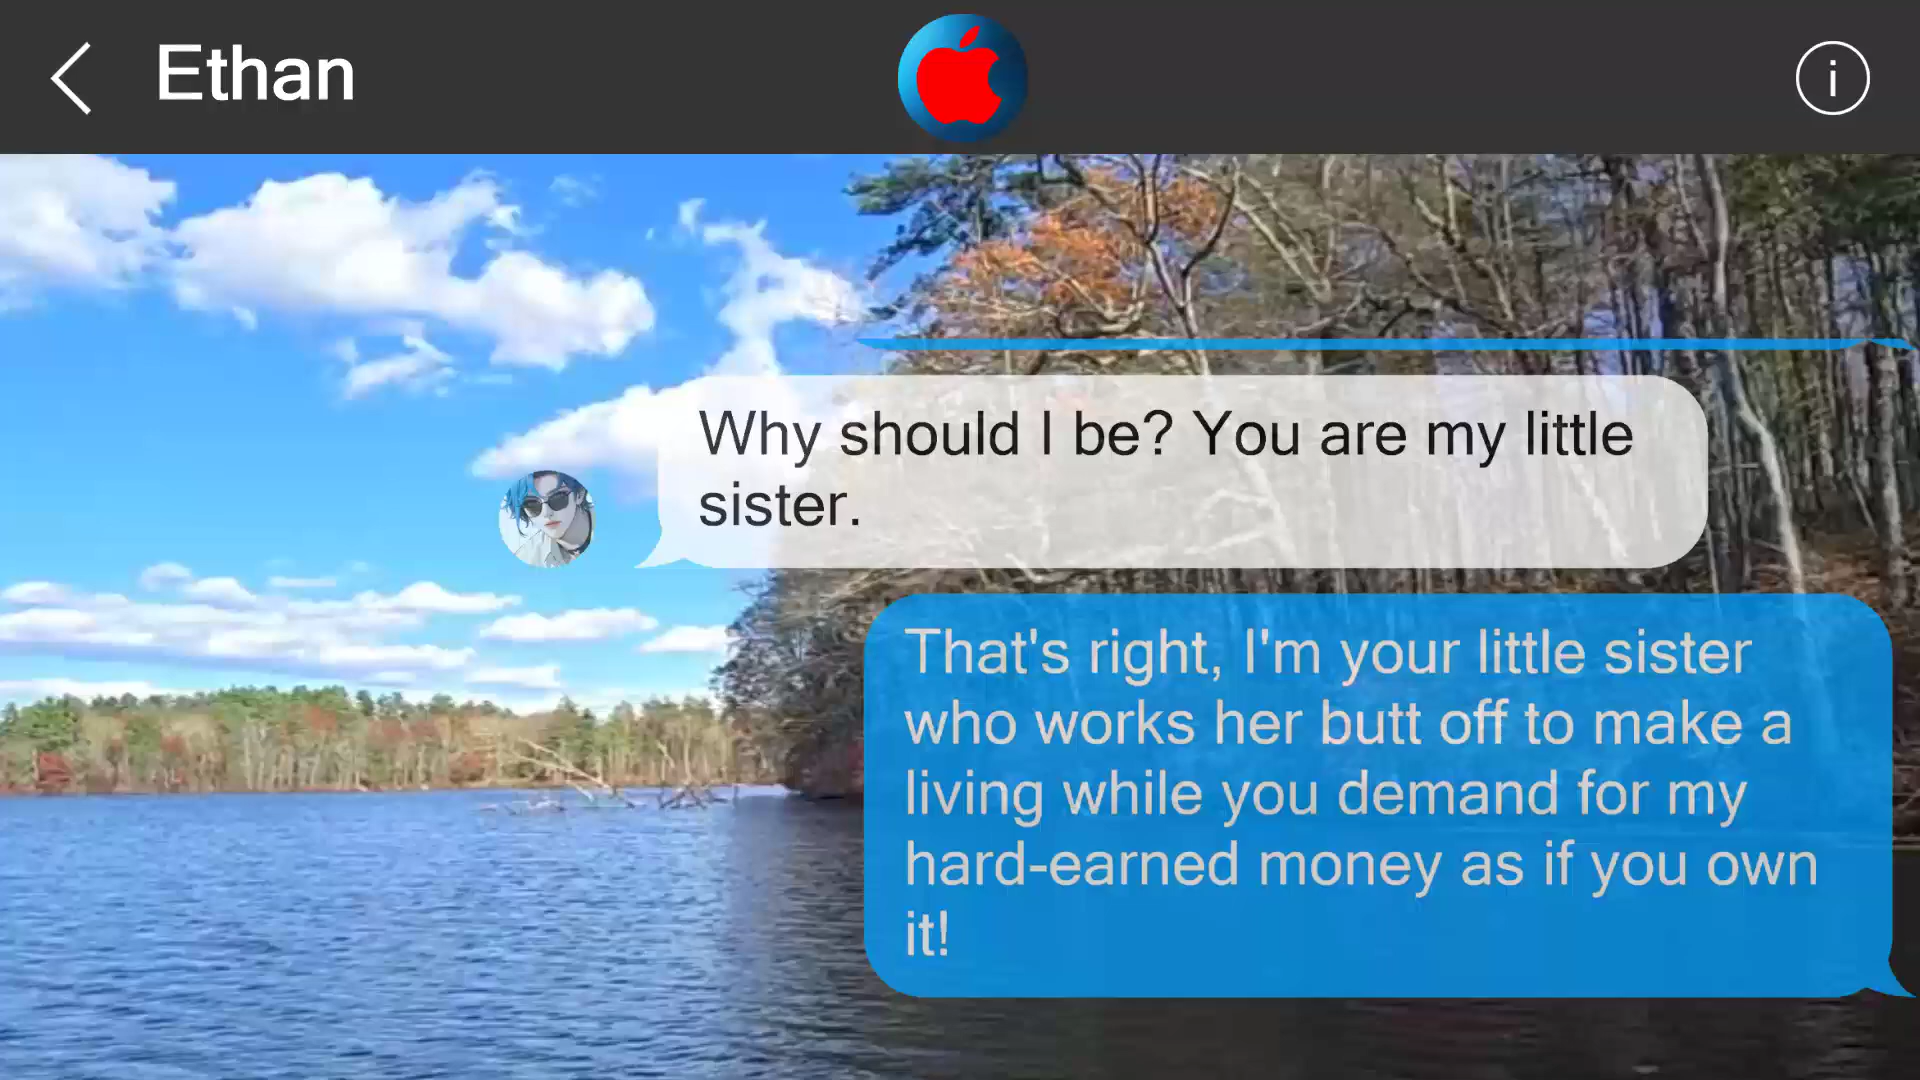 Ethan
i
Why should I be? You are my little
sister.
That's right, I'm your little sister
who works her butt off to make a
living while you demand for my
hard-earned money as if you own
it!